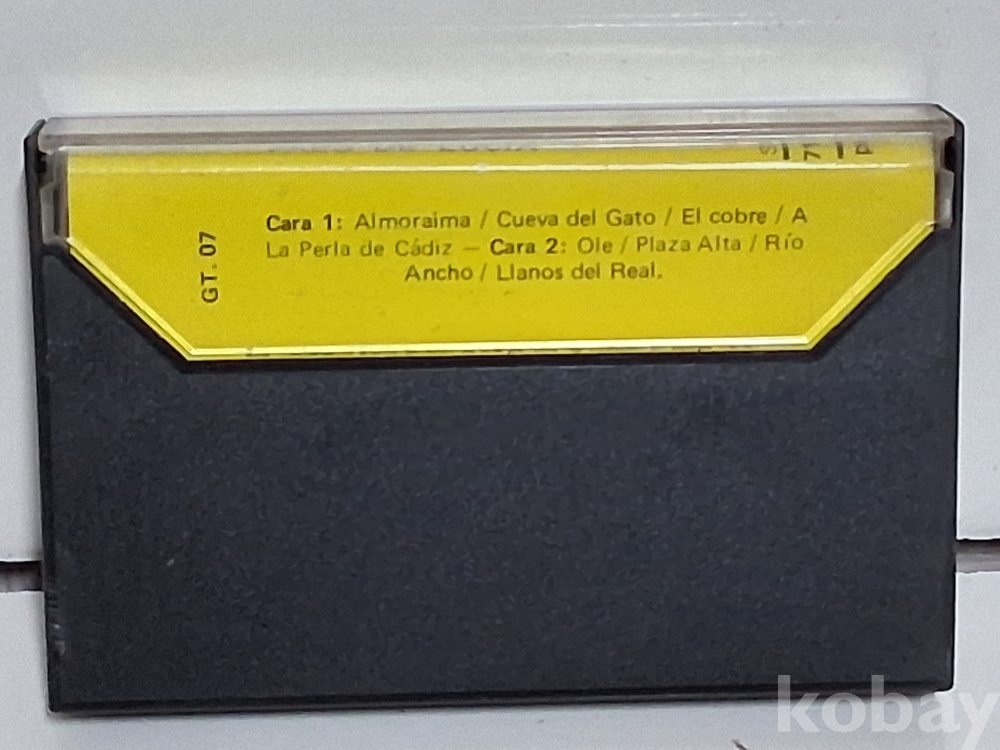 Cara 1: Almoraima / Cueva del Gato / El cobre / A
La Perla de Cádiz — Cara 2: Ole / Plaza Alta / Río
Ancho / Llanos del Real.
GT. 07
71
kobay